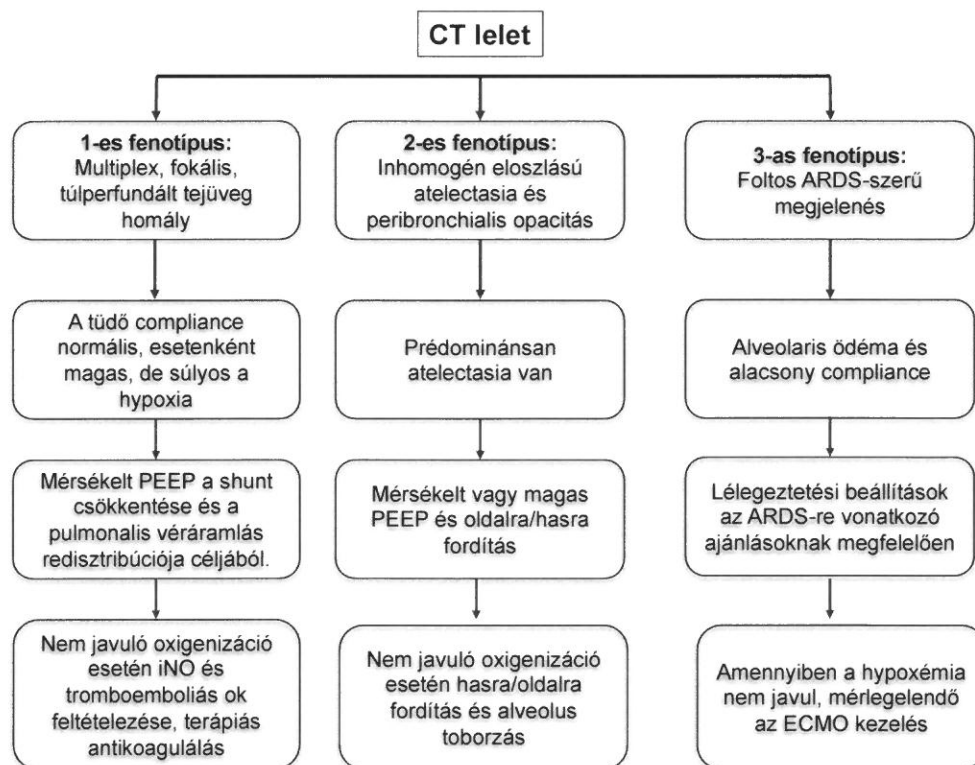 CT lelet
1-es fenotípus:
Multiplex, fokális,
túlperfundált tejüveg
homály
2-es fenotípus:
Inhomogén eloszlású
atelectasia és
peribronchialis opacitás
3-as fenotípus:
Foltos ARDS-szerű
megjelenés
A tüdő compliance
normális, esetenként
magas, de súlyos a
hypoxia
Prédominánsan
atelectasia van
Alveolaris ödéma és
alacsony compliance
Mérsékelt PEEP a shunt
csökkentése és a
pulmonalis véráramlás
redisztribúciója céljából.
Mérsékelt vagy magas
PEEP és oldalra/hasra
fordítás
Lélegeztetési beállítások
az ARDS-re vonatkozó
ajánlásoknak megfelelően
Nem javuló oxigenizáció
esetén iNO és
tromboemboliás ok
feltételezése, terápiás
antikoagulálás
Nem javuló oxigenizáció
esetén hasra/oldalra
fordítás és alveolus
toborzás
Amennyiben a hypoxémia
nem javul, mérlegelendő
az ECMO kezelés